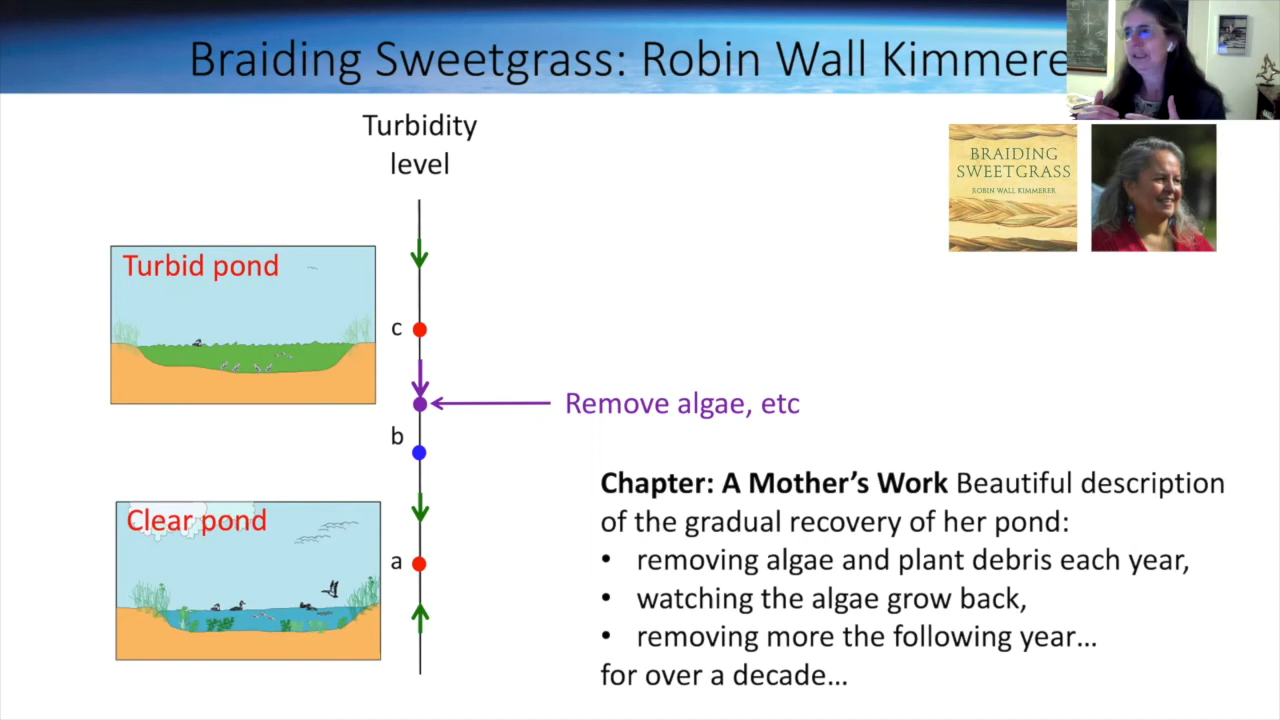 Braiding Sweetgrass: Robin Wall Kimmere
Turbidity
level
BRAIDING
SWEETGRASS
ROBIN WALL KIMMERER
Turbid pond
c
Remove algae, etc
b
Clear pond
a
Chapter: A Mother's Work Beautiful description
of the gradual recovery of her pond:
• removing algae and plant debris each year,
• watching the algae grow back,
• removing more the following year…
for over a decade…